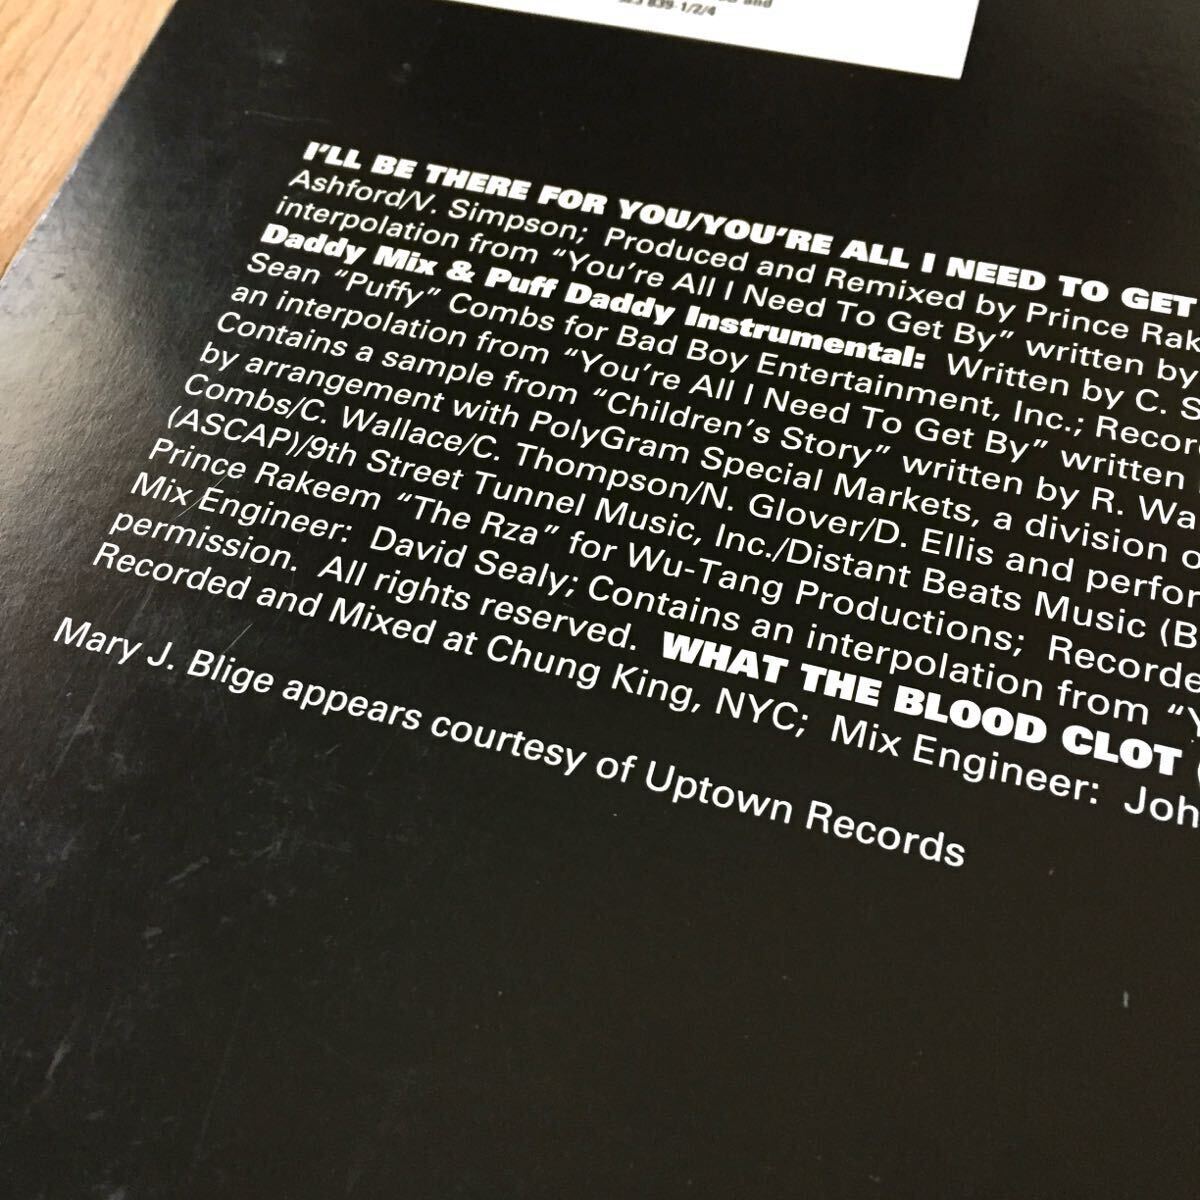 and
523 839-1/2/4
I'LL BE THERE FOR YOU/YOU'RE ALL I NEED TO GET
Ashford/V. Simpson; Produced and Remixed by Prince Rak
interpolation from "You're All I Need To Get By" written by
Daddy Mix & Puff Daddy Instrumental: Written by C. S
Sean "Puffy" Combs for Bad Boy Entertainment, Inc.; Recor
an interpolation from "You're All I Need To Get By" written
Contains a sample from "Children's Story" written by R. Wa
by arrangement with PolyGram Special Markets, a division o
Combs/C. Wallace/C. Thompson/N. Glover/D. Ellis and perfor
(ASCAP)/9th Street Tunnel Music, Inc./Distant Beats Music (B
Prince Rakeem "The Rza" for Wu-Tang Productions; Recorde
Mix Engineer: David Sealy; Contains an interpolation from "Y
permission. All rights reserved. WHAT THE BLOOD CLOT (
Recorded and Mixed at Chung King, NYC; Mix Engineer: Joh
Mary J. Blige appears courtesy of Uptown Records